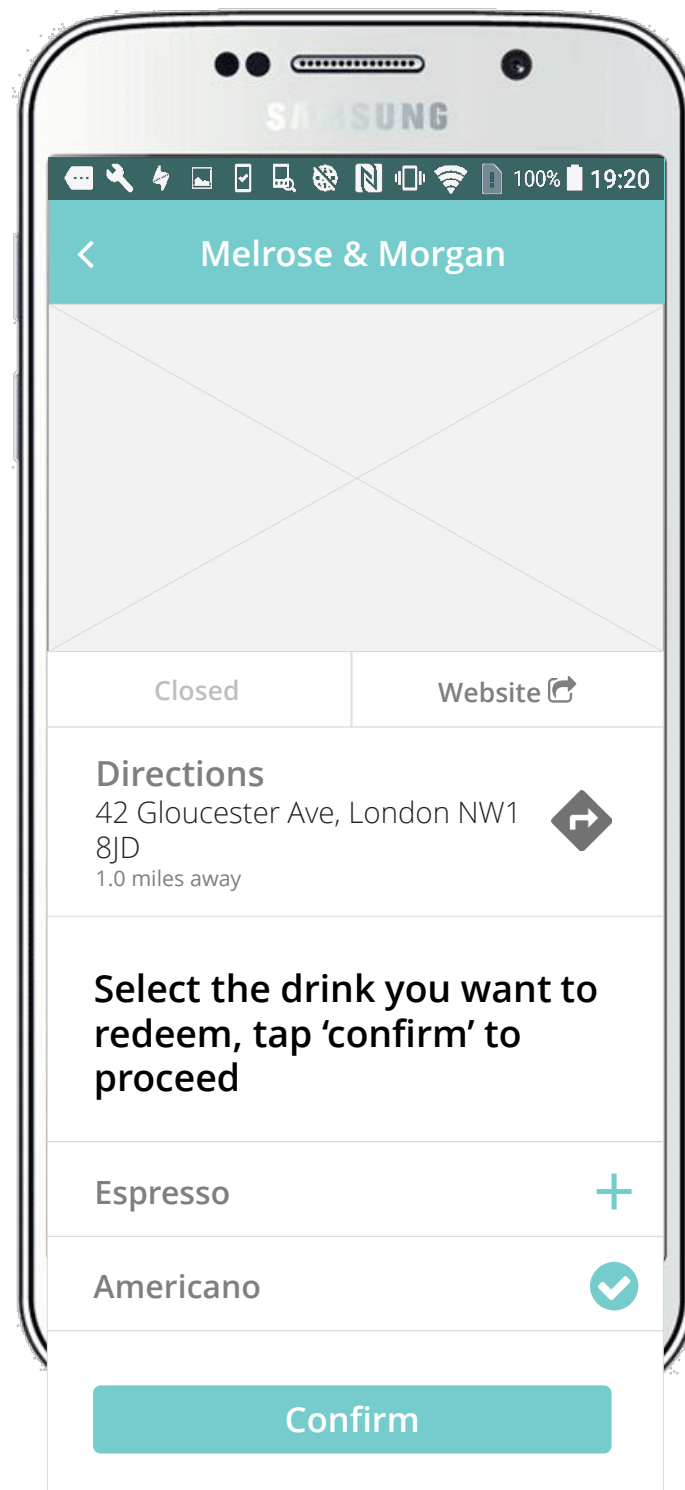 SAMSUNG
100% 19:20
Melrose & Morgan
Closed
Website
Directions
42 Gloucester Ave, London NW1
8JD
1.0 miles away
Select the drink you want to
redeem, tap ‘confirm’ to
proceed
Espresso
Americano
Confirm